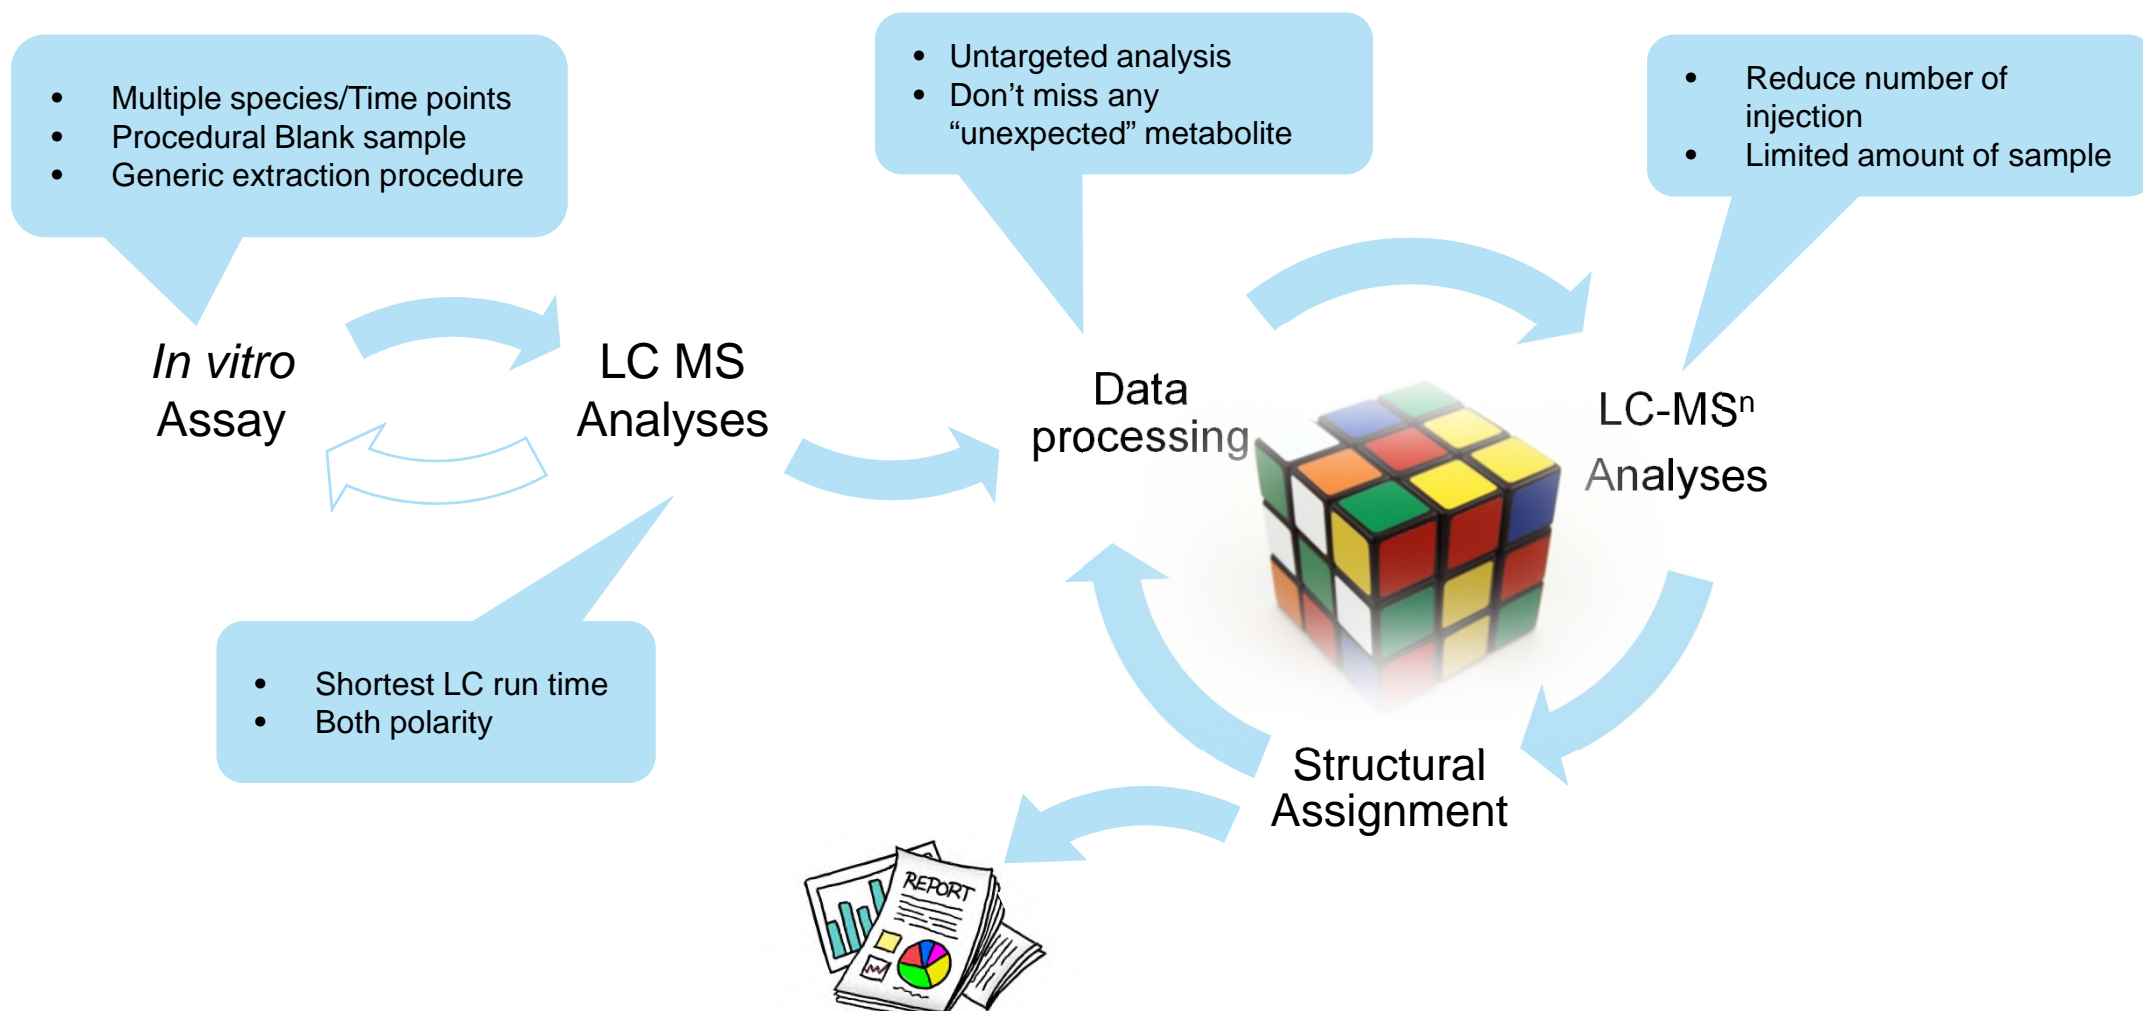 • Multiple species/Time points
• Procedural Blank sample
• Generic extraction procedure
• Untargeted analysis
• Don’t miss any
“unexpected” metabolite
• Reduce number of
injection
• Limited amount of sample
In vitro
Assay
LC MS
Analyses
Data
processing
LC-MSⁿ
Analyses
• Shortest LC run time
• Both polarity
Structural
Assignment
REPORT